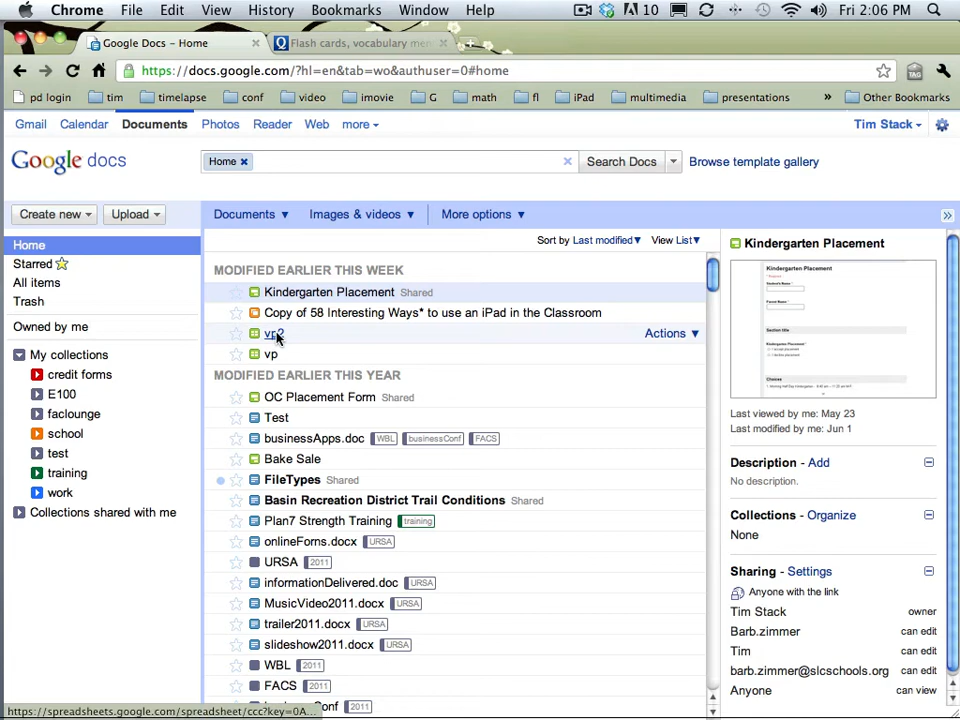 Chrome File Edit View History Bookmarks Window Help 10 Fri 2:06 PM
Google Docs - Home Flash cards, vocabulary mem
https://docs.google.com/?hl=en&tab=wo&authuser=0#home
pd login tim timelapse conf video imovie G math fl iPad multimedia presentations » Other Bookmarks
Gmail Calendar Documents Photos Reader Web more Tim Stack
Google docs Home × Search Docs Browse template gallery
Create new Upload Documents Images & videos More options
Home
Starred
All items
Trash
Owned by me
My collections
credit forms
E100
faclounge
school
test
training
work
Collections shared with me
Sort by Last modified View List
MODIFIED EARLIER THIS WEEK
Kindergarten Placement Shared
Copy of 58 Interesting Ways* to use an iPad in the Classroom
Actions
vp
MODIFIED EARLIER THIS YEAR
OC Placement Form Shared
Test
businessApps.doc WBL businessConf FACS
Bake Sale
FileTypes Shared
Basin Recreation District Trail Conditions Shared
Plan7 Strength Training training
onlineForns.docx URSA
URSA 2011
informationDelivered.doc URSA
MusicVideo2011.docx URSA
trailer2011.docx URSA
slideshow2011.docx URSA
WBL 2011
FACS 2011
2011
Kindergarten Placement
Kindergarten Placement
Section title
Kindergarten Placement
Choices
Last viewed by me: May 23
Last modified by me: Jun 1
Description - Add
No description.
Collections - Organize
None
Sharing - Settings
Anyone with the link
Tim Stack owner
Barb.zimmer can edit
Tim can edit
barb.zimmer@slcschools.org can edit
Anyone can view
https://spreadsheets.google.com/spreadsheet/ccc?key=0A...